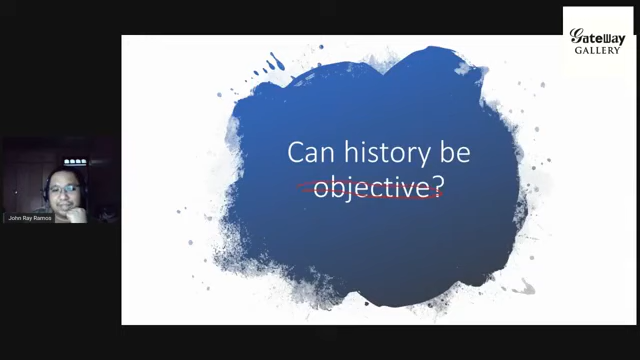 Gateway
GALLERY
Can history be
objective?
John Ray Ramos